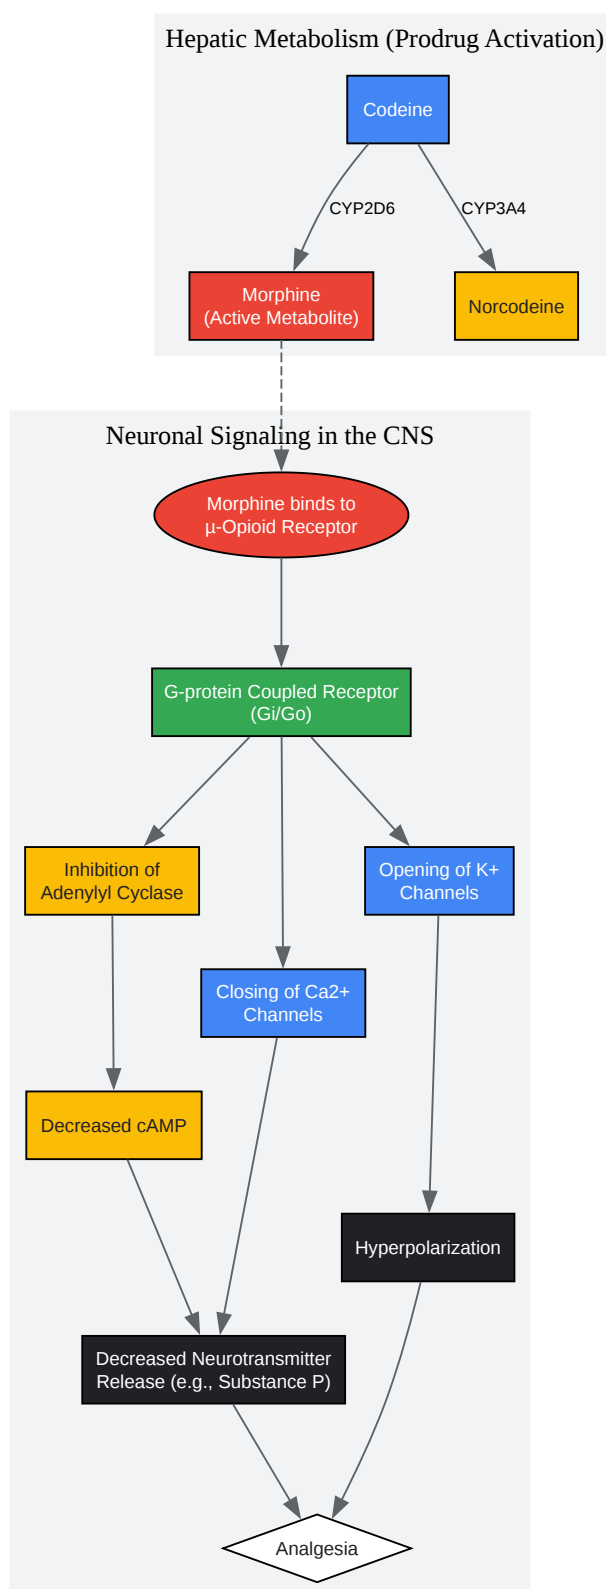 Hepatic Metabolism (Prodrug Activation)
Codeine
CYP2D6
CYP3A4
Morphine
(Active Metabolite)
Norcodeine
Neuronal Signaling in the CNS
Morphine binds to
μ-Opioid Receptor
G-protein Coupled Receptor
(Gi/Go)
Inhibition of
Adenylyl Cyclase
Opening of K+
Channels
Closing of Ca2+
Channels
Decreased cAMP
Hyperpolarization
Decreased Neurotransmitter
Release (e.g., Substance P)
Analgesia